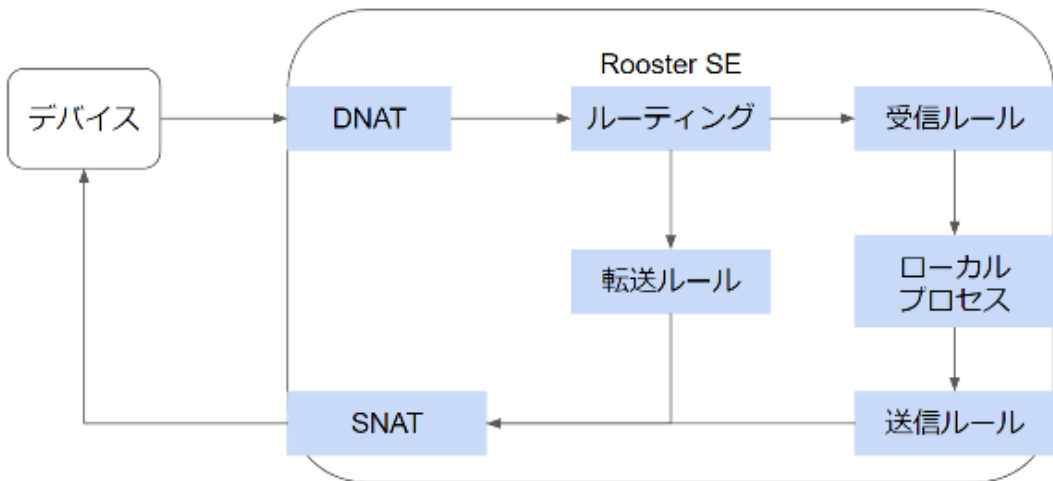 Rooster SE
デバイス
DNAT
ルーティング
受信ルール
転送ルール
ローカル
プロセス
SNAT
送信ルール